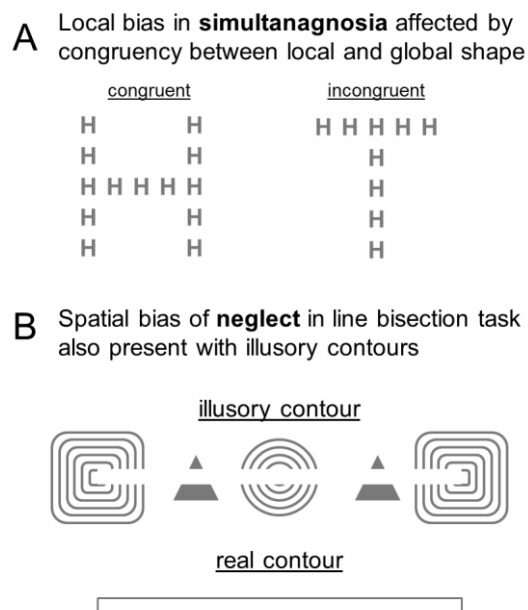 A Local bias in simultanagnosia affected by
congruency between local and global shape
congruent incongruent
H H H H H H H
H H H
H H H H H H
H H H
H H H
B Spatial bias of neglect in line bisection task
also present with illusory contours
illusory contour
real contour